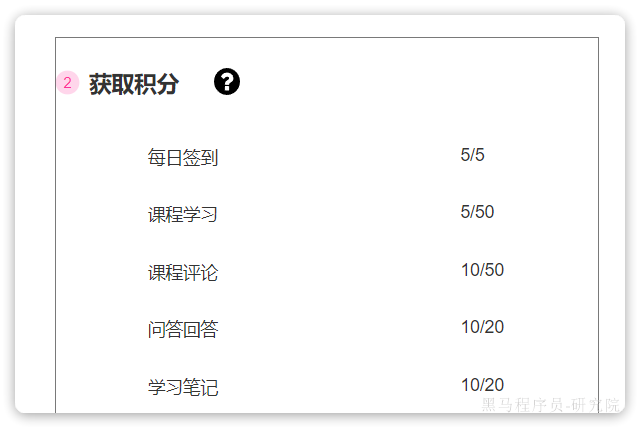 2 获取积分 ?
每日签到 5/5
课程学习 5/50
课程评论 10/50
问答回答 10/20
学习笔记 10/20
黑马程序员-研究院